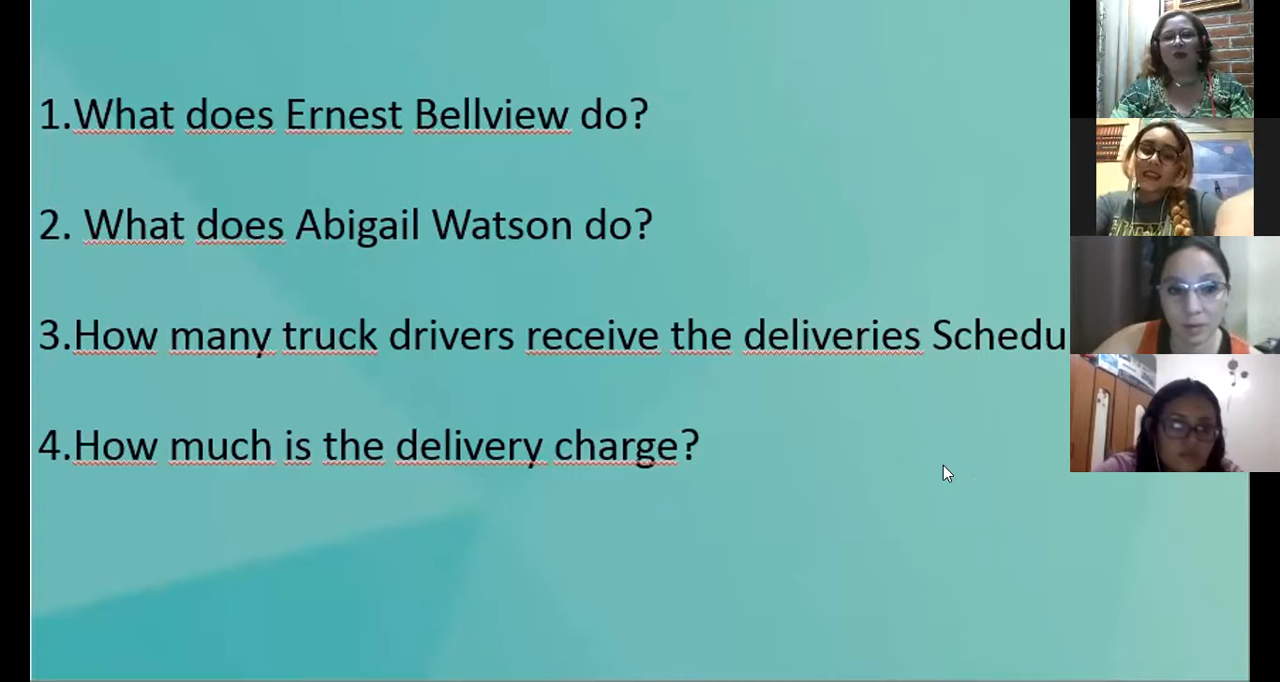 1.What does Ernest Bellview do?
2. What does Abigail Watson do?
3.How many truck drivers receive the deliveries Schedu
4.How much is the delivery charge?